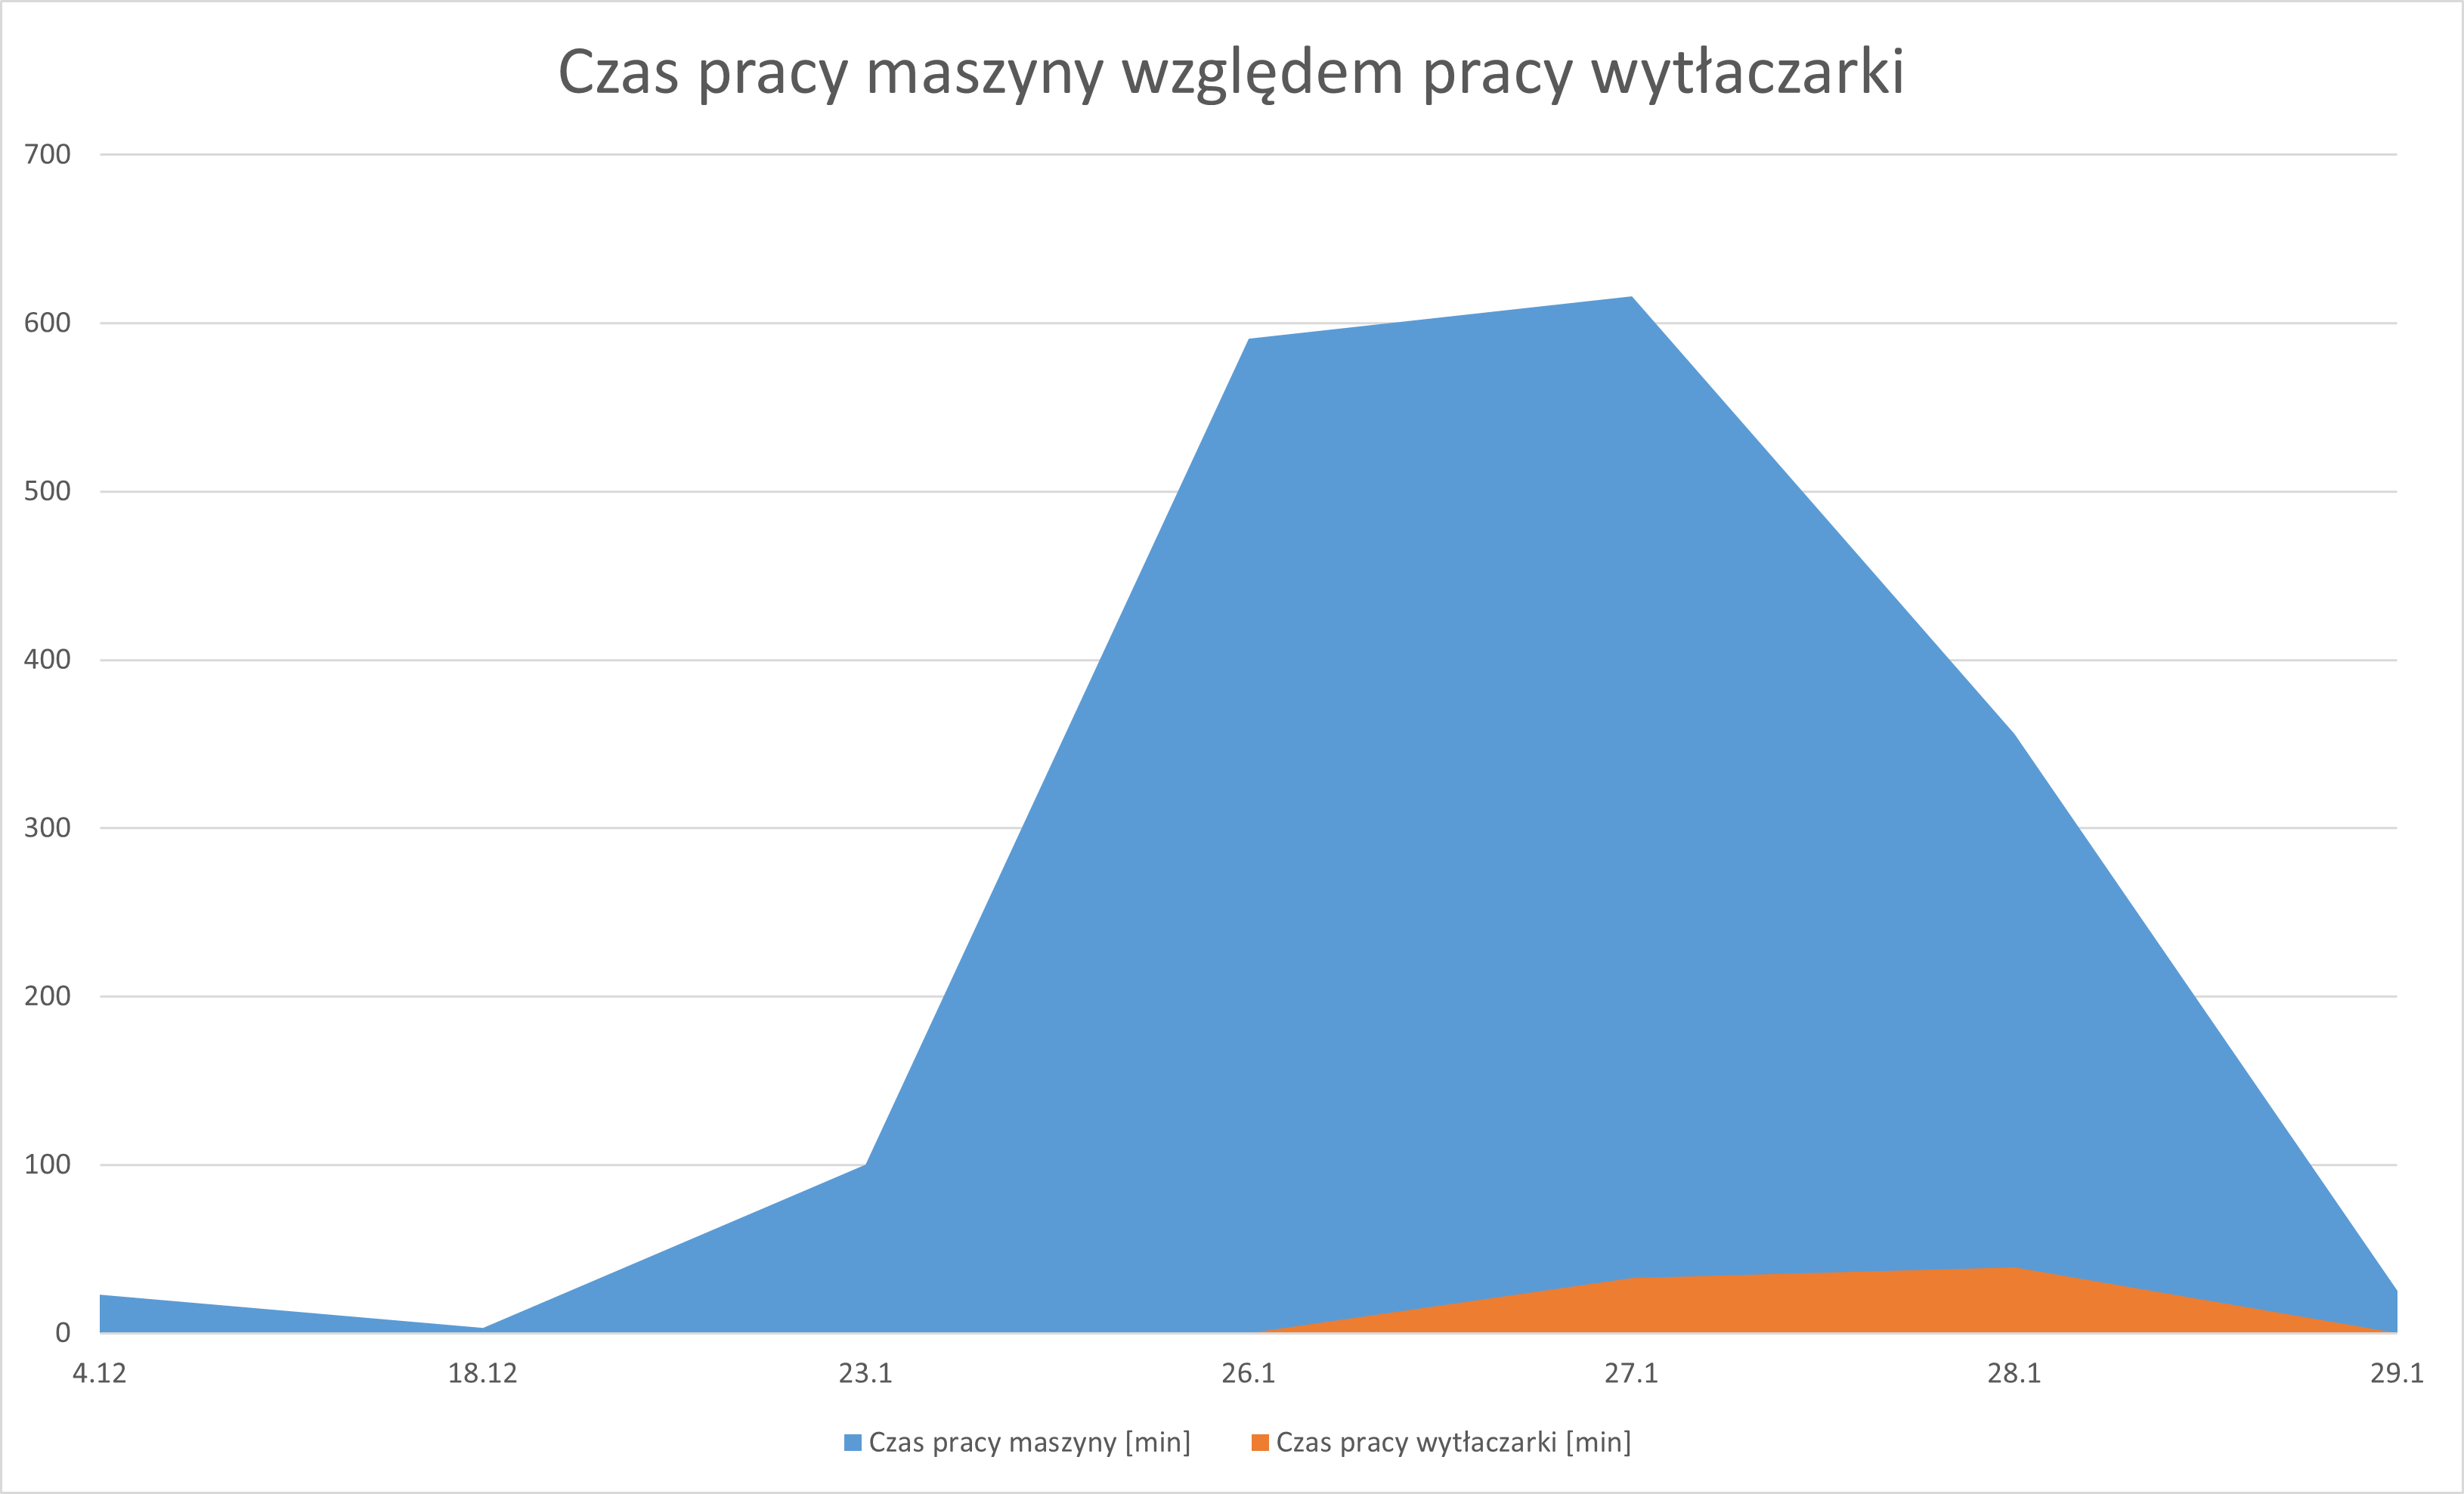 Czas pracy maszyny względem pracy wytłaczarki
700
600
500
400
300
200
100
0
4.12 18.12 23.1 26.1 27.1 28.1 29.1
Czas pracy maszyny [min] Czas pracy wytłaczarki [min]